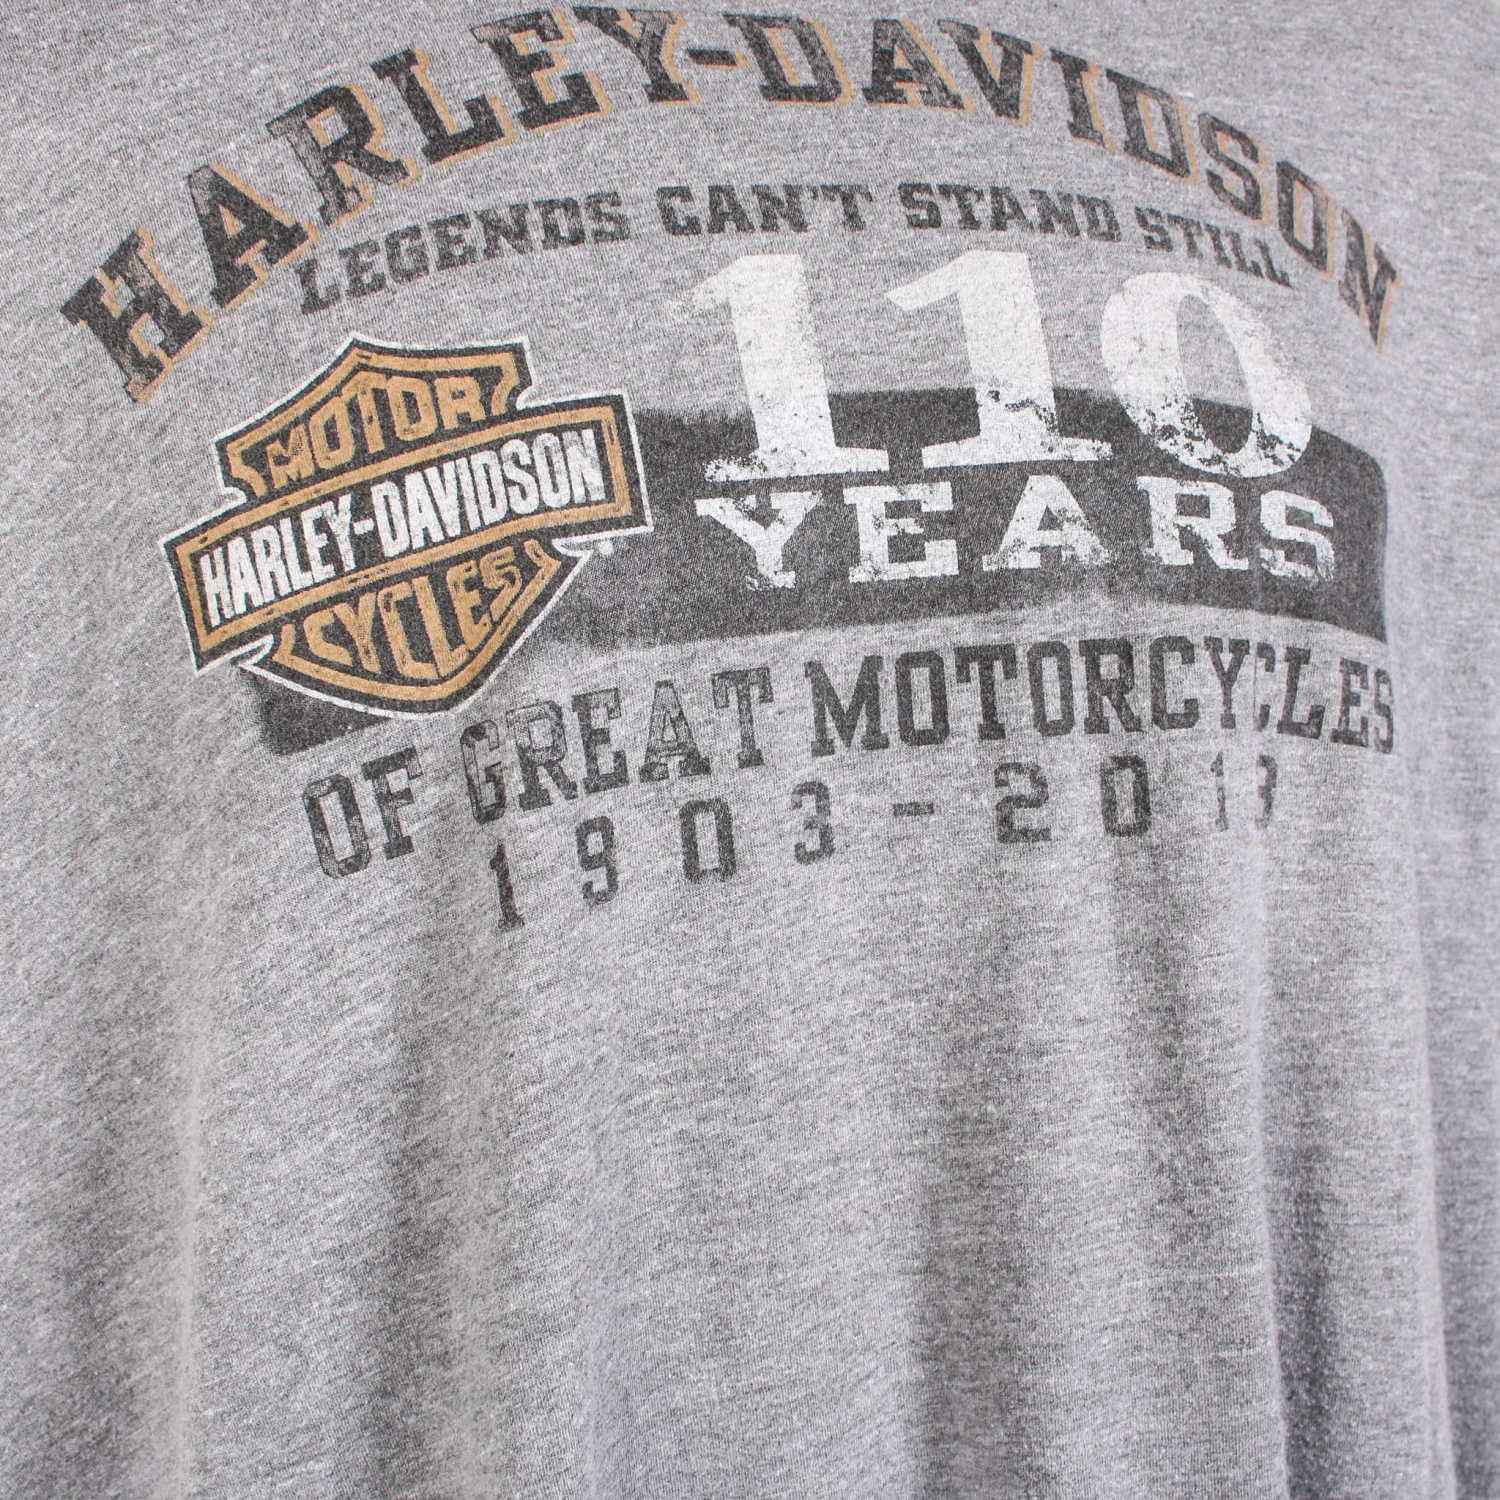 HARLEY-DAVIDSON
LEGENDS CAN'T STAND STILL
MOTOR
HARLEY-DAVIDSON
CYCLES
110
YEARS
OF GREAT MOTORCYCLES
1903-2013